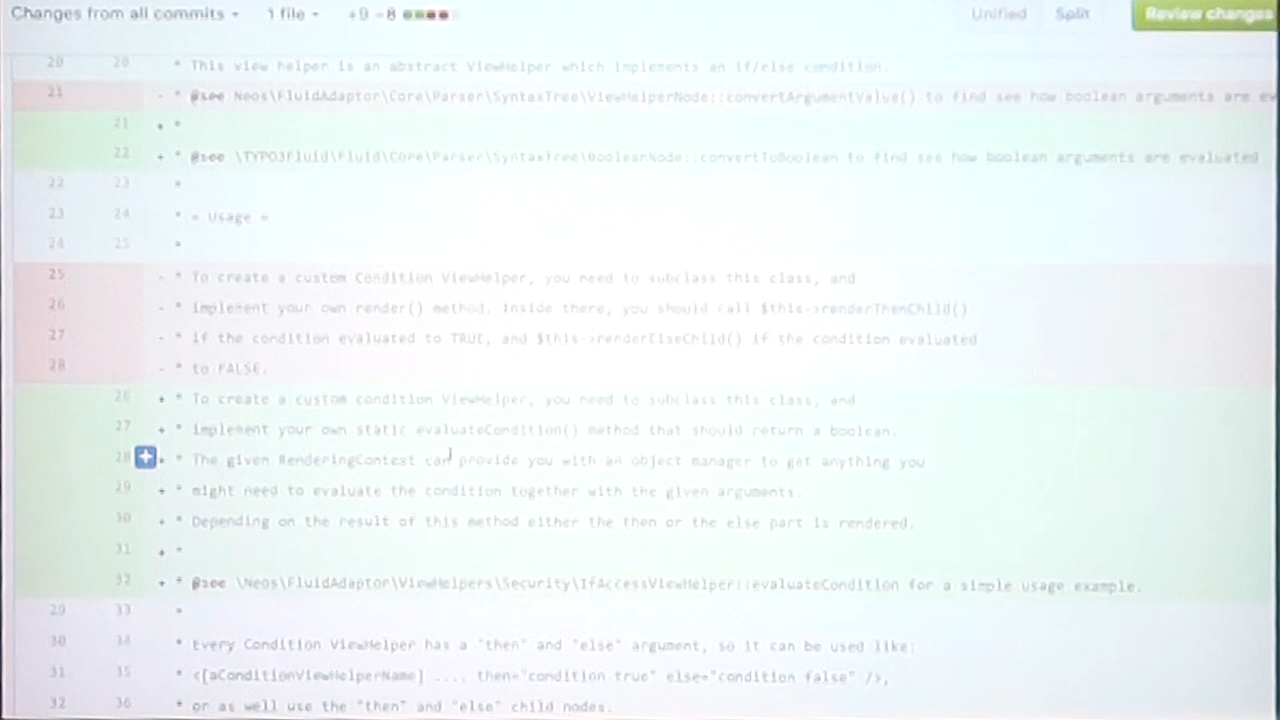 Changes from all commits 1 file +9 −8 Unified Split Review changes
20 20 * This view helper is an abstract ViewHelper which implements an if/else condition.
21 - * @see Neos\FluidAdaptor\Core\Parser\SyntaxTree\ViewHelperNode::convertArgumentValue() to find see how boolean arguments are
21 + *
22 + * @see \TYPO3Fluid\Fluid\Core\Parser\SyntaxTree\BooleanNode::convertToBoolean to find see how boolean arguments are evaluated
22 23 *
23 24 * = Usage =
24 25 *
25 - * To create a custom Condition ViewHelper, you need to subclass this class, and
26 - * implement your own render() method. Inside there, you should call $this->renderThenChild()
27 - * if the condition evaluated to TRUE, and $this->renderElseChild() if the condition evaluated
28 - * to FALSE.
26 + * To create a custom condition ViewHelper, you need to subclass this class, and
27 + * implement your own static evaluateCondition() method that should return a boolean.
28 + * The given RenderingContext can provide you with an object manager to get anything you
29 + * might need to evaluate the condition together with the given arguments.
30 + * Depending on the result of this method either the then or the else part is rendered.
31 + *
32 + * @see \Neos\FluidAdaptor\ViewHelpers\Security\IfAccessViewHelper::evaluateCondition for a simple usage example.
29 33 *
30 34 * Every Condition ViewHelper has a "then" and "else" argument, so it can be used like:
31 35 * <[aConditionViewHelperName] .... then="condition true" else="condition false" />,
32 36 * or as well use the "then" and "else" child nodes.